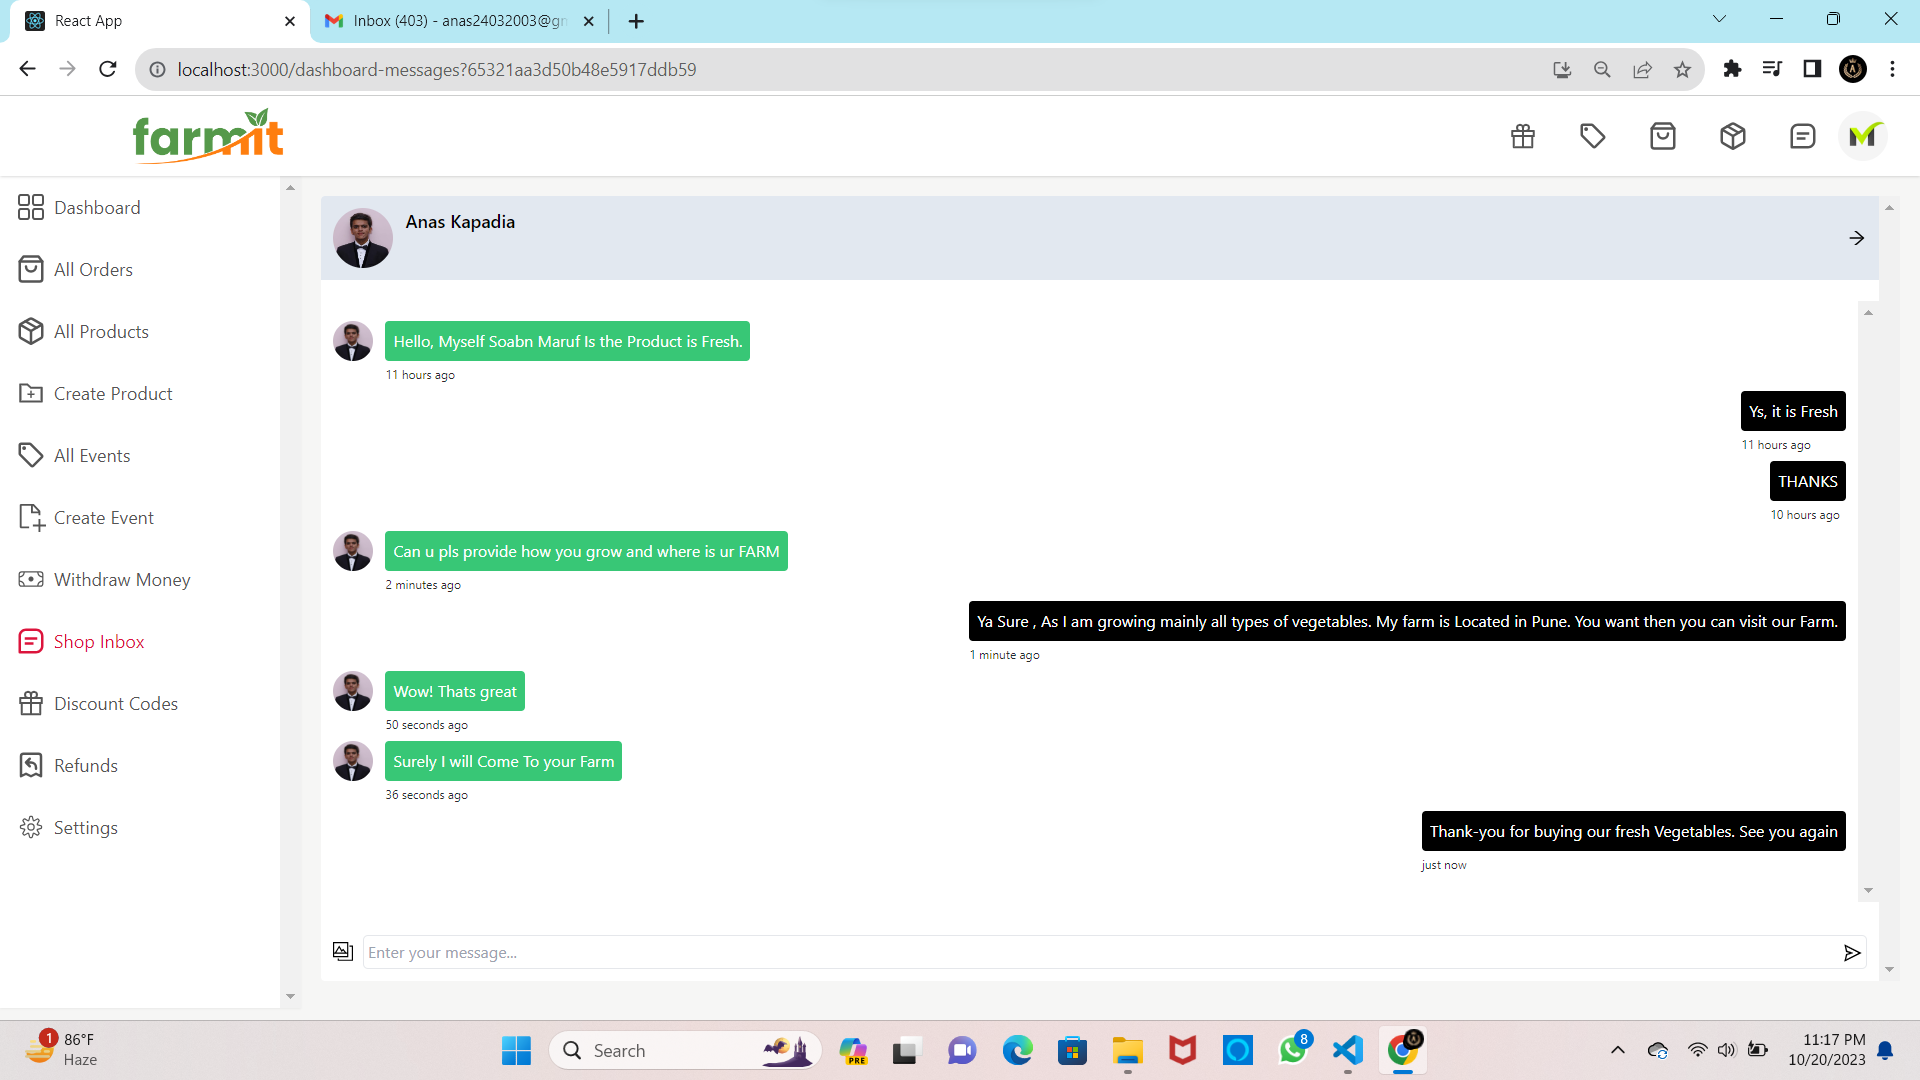 React App
Inbox (403) - anas24032003@gm
localhost:3000/dashboard-messages?65321aa3d50b48e5917ddb59
farmit
Dashboard
All Orders
All Products
Create Product
All Events
Create Event
Withdraw Money
Shop Inbox
Discount Codes
Refunds
Settings
Anas Kapadia
Hello, Myself Soabn Maruf Is the Product is Fresh.
11 hours ago
Ys, it is Fresh
11 hours ago
THANKS
10 hours ago
Can u pls provide how you grow and where is ur FARM
2 minutes ago
Ya Sure , As I am growing mainly all types of vegetables. My farm is Located in Pune. You want then you can visit our Farm.
1 minute ago
Wow! Thats great
50 seconds ago
Surely I will Come To your Farm
36 seconds ago
Thank-you for buying our fresh Vegetables. See you again
just now
Enter your message...
1
86°F
Haze
Search
PRE
8
11:17 PM
10/20/2023